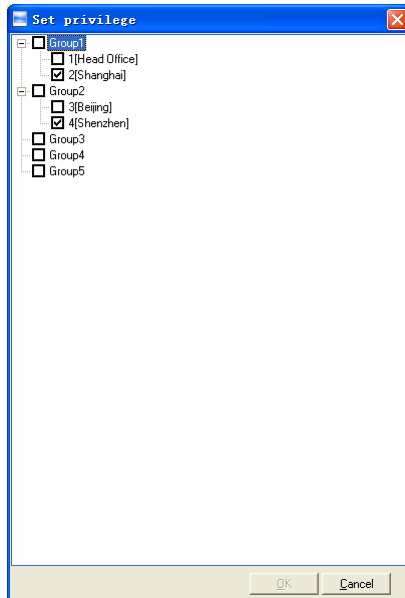 Set privilege
Group1
1[Head Office]
2[Shanghai]
Group2
3[Beijing]
4[Shenzhen]
Group3
Group4
Group5
OK Cancel